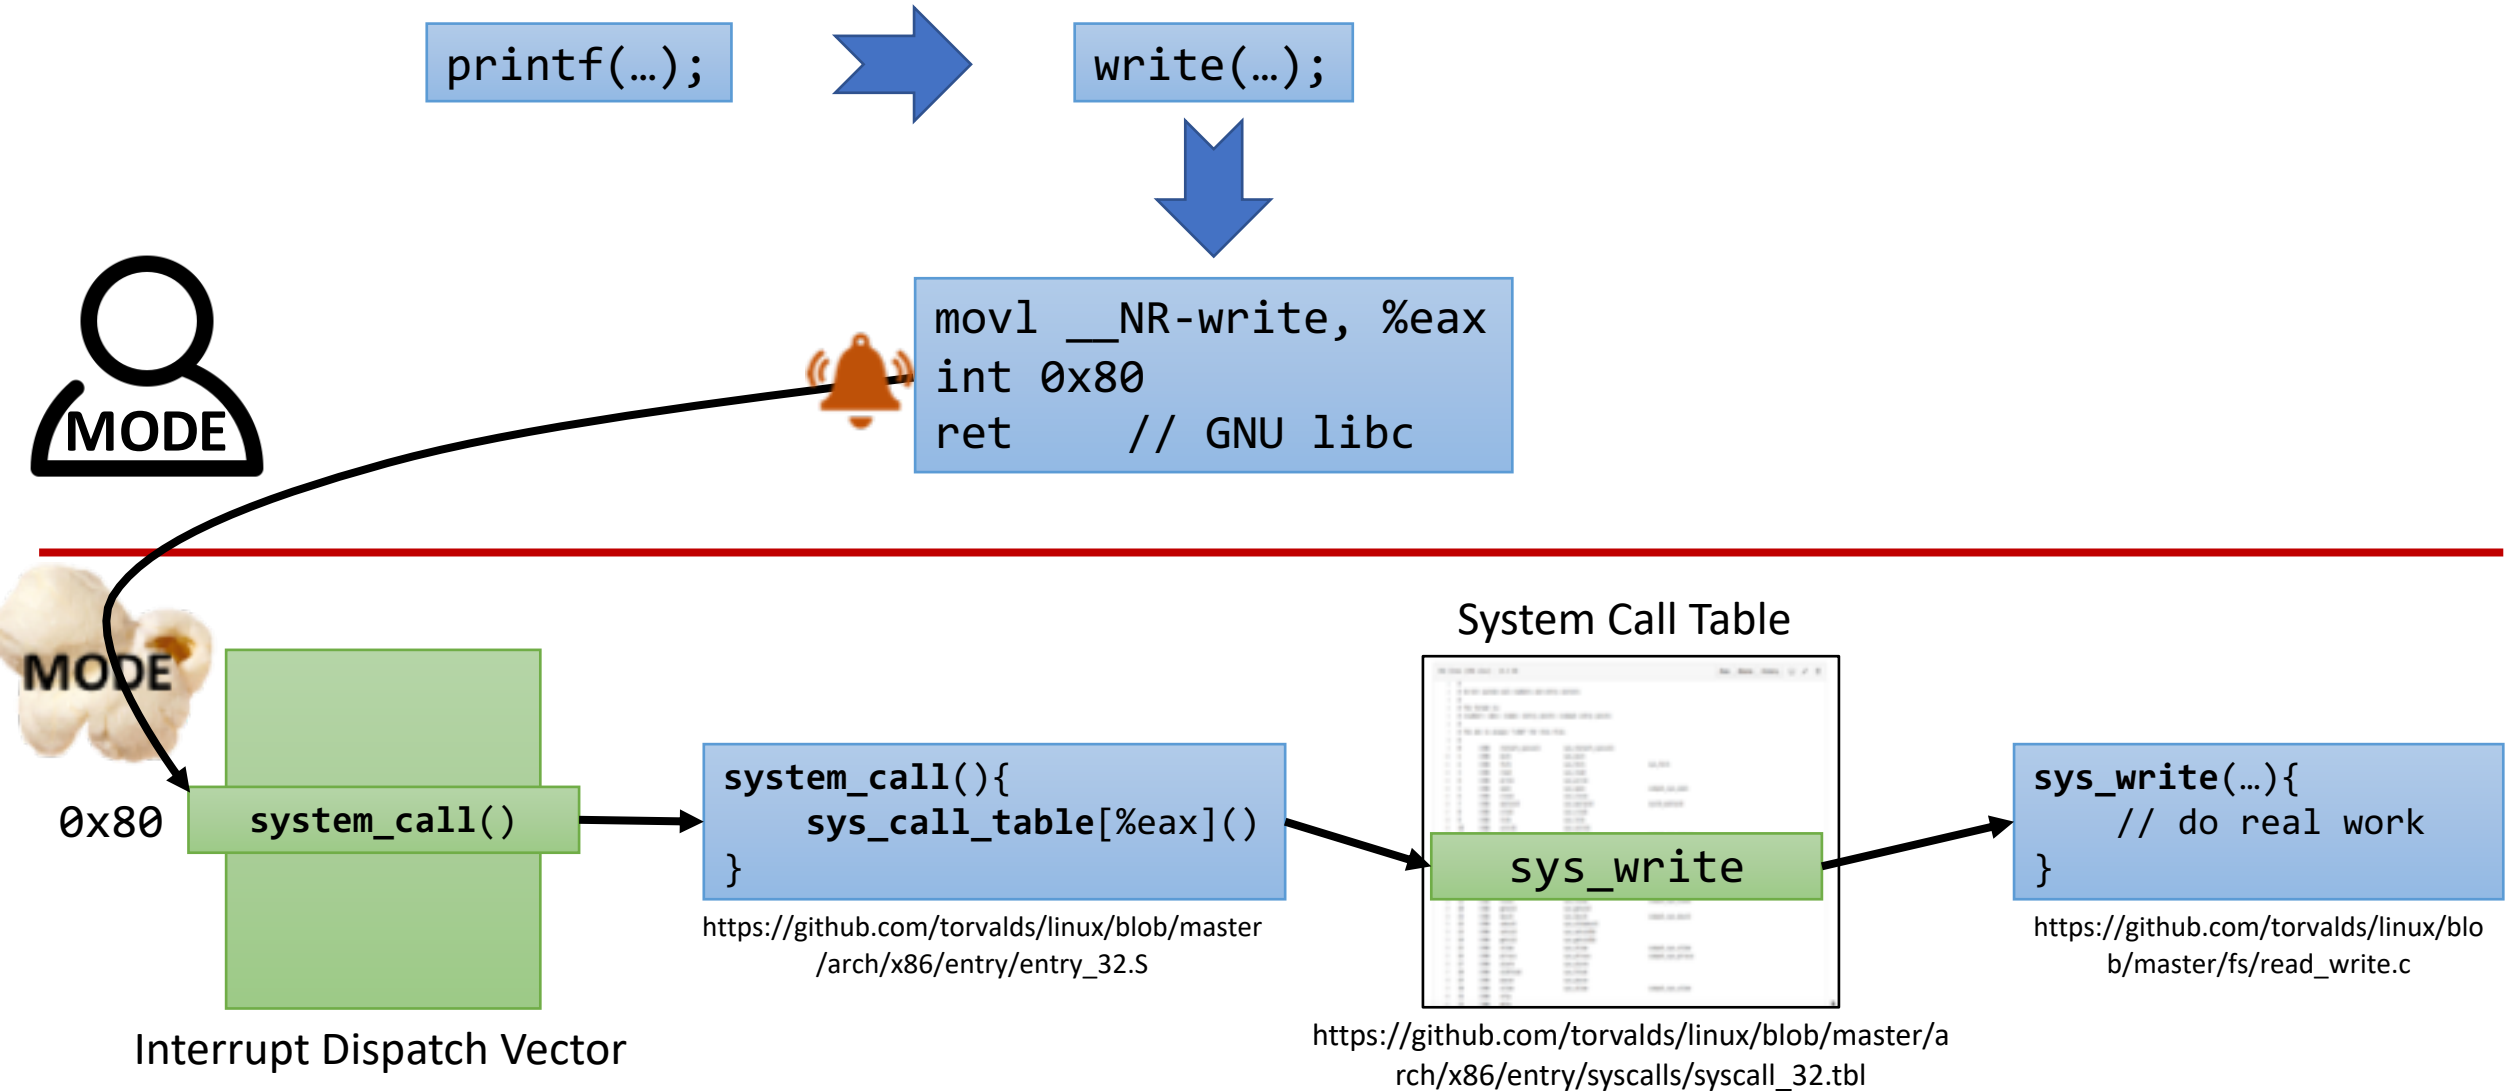 printf(…);
write(…);
movl __NR-write, %eax
int 0x80
ret // GNU libc
MODE
MODE
0x80
system_call()
Interrupt Dispatch Vector
system_call(){
sys_call_table[%eax]()
}
https://github.com/torvalds/linux/blob/master
/arch/x86/entry/entry_32.S
System Call Table
sys_write
https://github.com/torvalds/linux/blob/master/a
rch/x86/entry/syscalls/syscall_32.tbl
sys_write(…){
// do real work
}
https://github.com/torvalds/linux/blo
b/master/fs/read_write.c